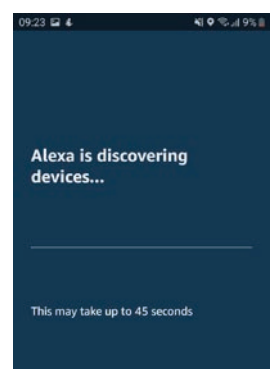 09:23 9%
Alexa is discovering
devices...
This may take up to 45 seconds